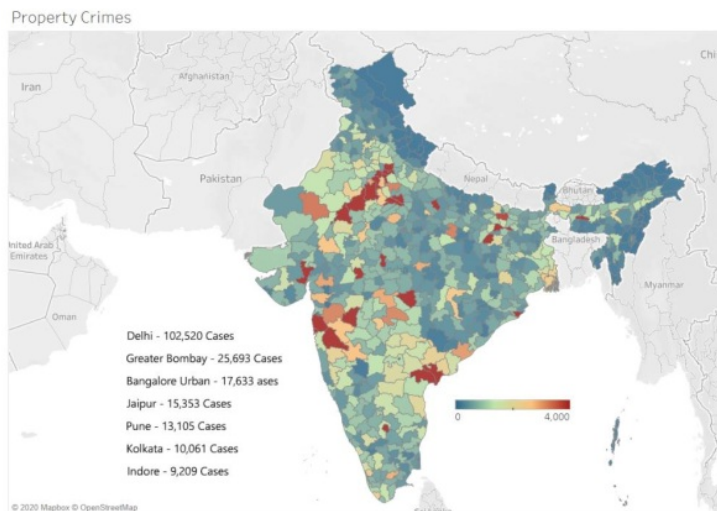 Property Crimes
Iran
Afghanistan
Chi
Pakistan
Nepal
Bhutan
United Arab
Emirates
Bangladesh
Oman
Myanmar
Delhi - 102,520 Cases
Greater Bombay - 25,693 Cases
Bangalore Urban - 17,633 ases
Jaipur - 15,353 Cases
Pune - 13,105 Cases
Kolkata - 10,061 Cases
Indore - 9,209 Cases
0 4,000
© 2020 Mapbox © OpenStreetMap